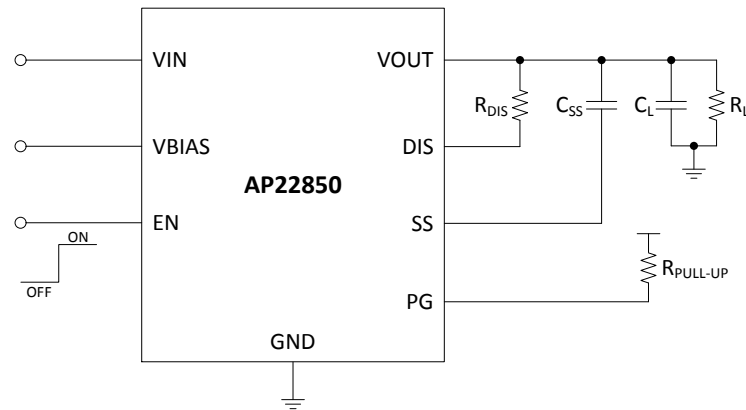 VIN
VOUT
R_DIS
C_SS
C_L
R_L
VBIAS
DIS
AP22850
EN
SS
ON
OFF
R_PULL-UP
PG
GND